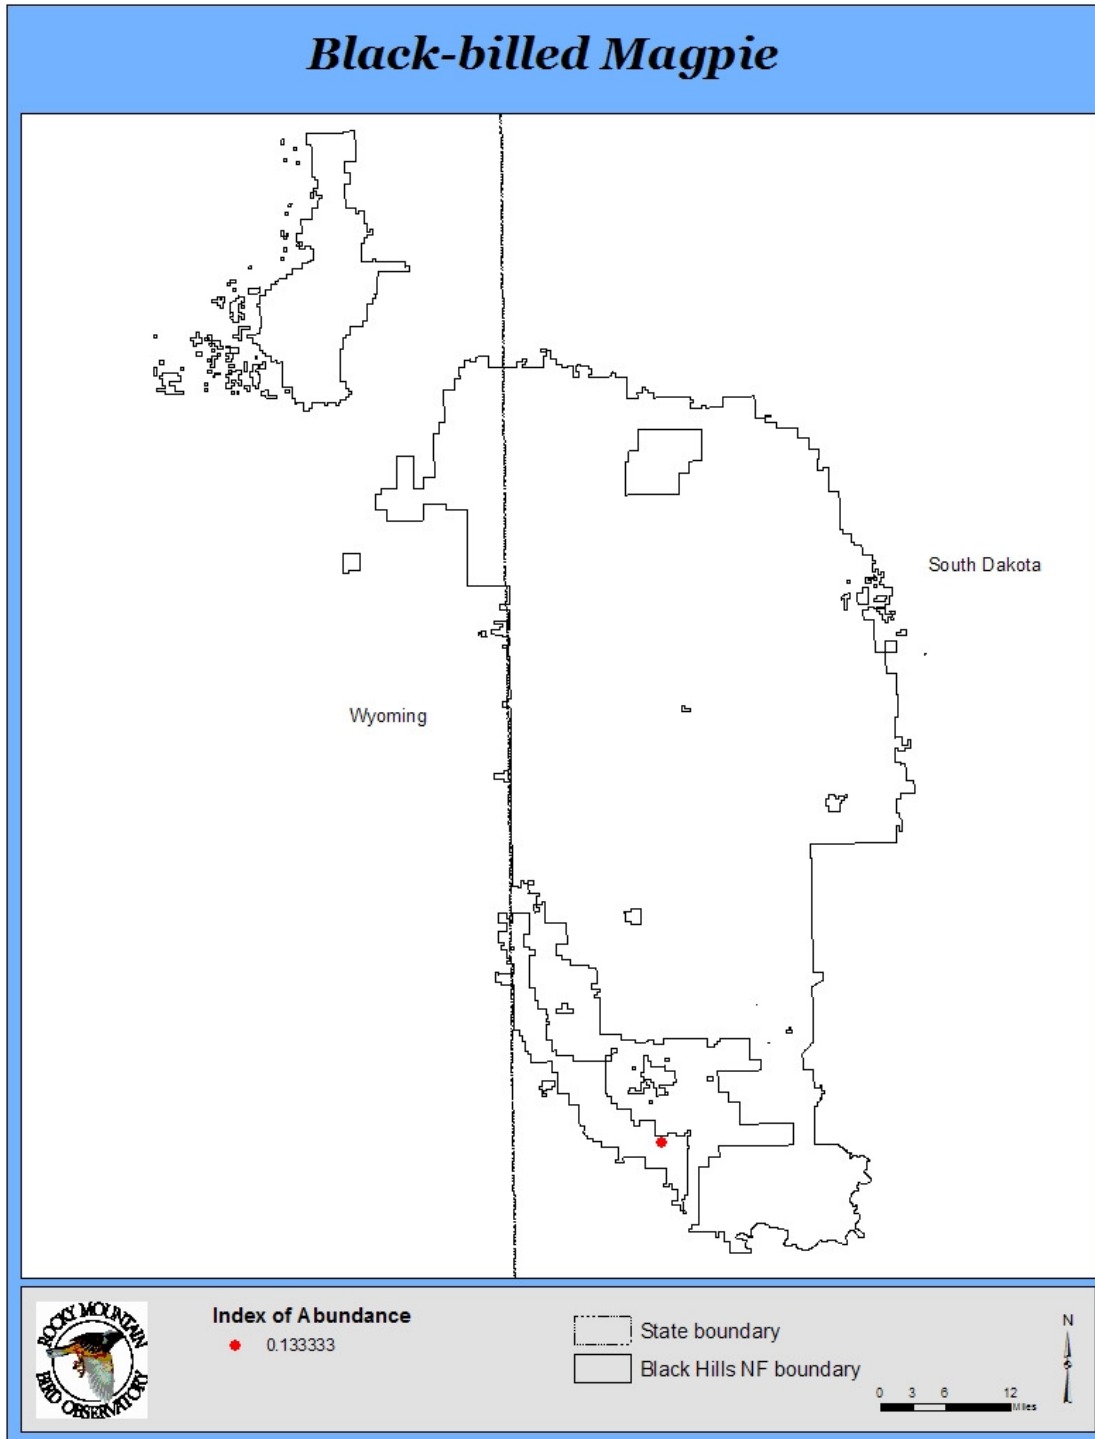 Black-billed Magpie
South Dakota
Wyoming
ROCKY MOUNTAIN
BIRD OBSERVATORY
Index of Abundance
0.133333
State boundary
Black Hills NF boundary
N
0 3 6 12
Miles